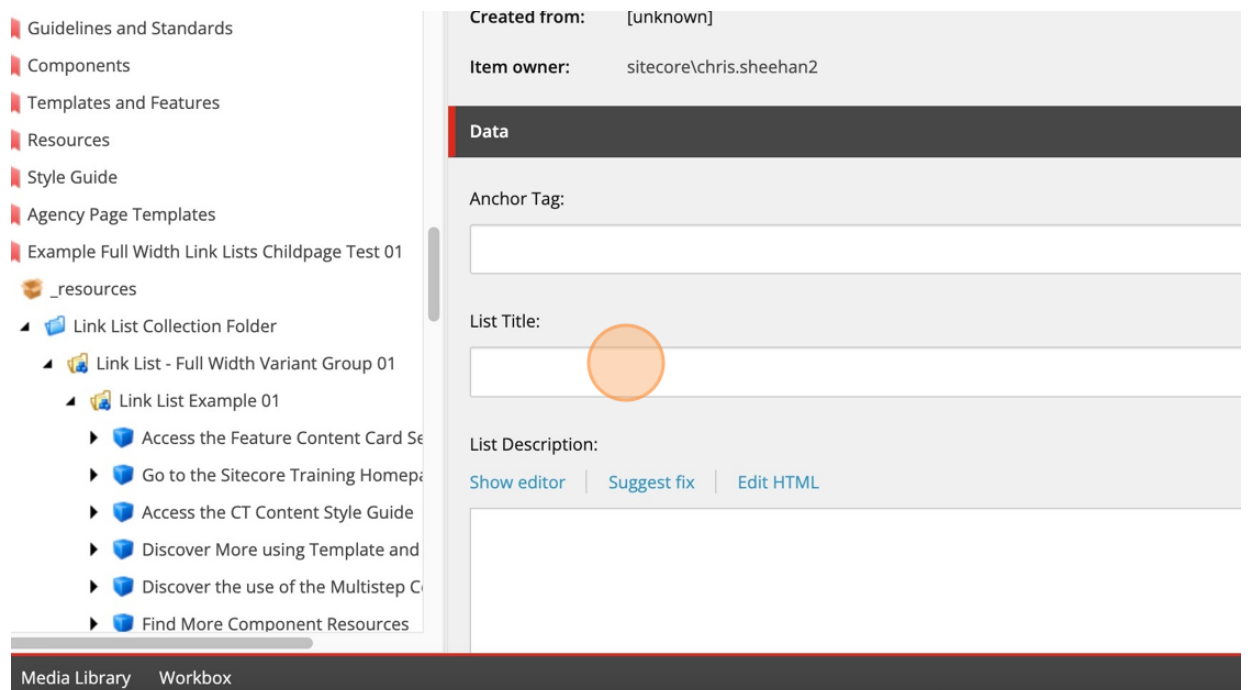 Guidelines and Standards
Components
Templates and Features
Resources
Style Guide
Agency Page Templates
Example Full Width Link Lists Childpage Test 01
_resources
Link List Collection Folder
Link List - Full Width Variant Group 01
Link List Example 01
Access the Feature Content Card Se
Go to the Sitecore Training Homepa
Access the CT Content Style Guide
Discover More using Template and
Discover the use of the Multistep C
Find More Component Resources
Created from: [unknown]
Item owner: sitecore\chris.sheehan2
Data
Anchor Tag:
List Title:
List Description:
Show editor Suggest fix Edit HTML
Media Library Workbox